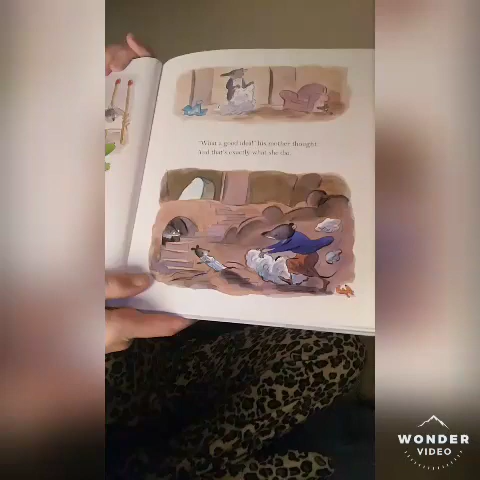 "What a good idea!" his mother thought.
And that's exactly what she did.
WONDER
VIDEO